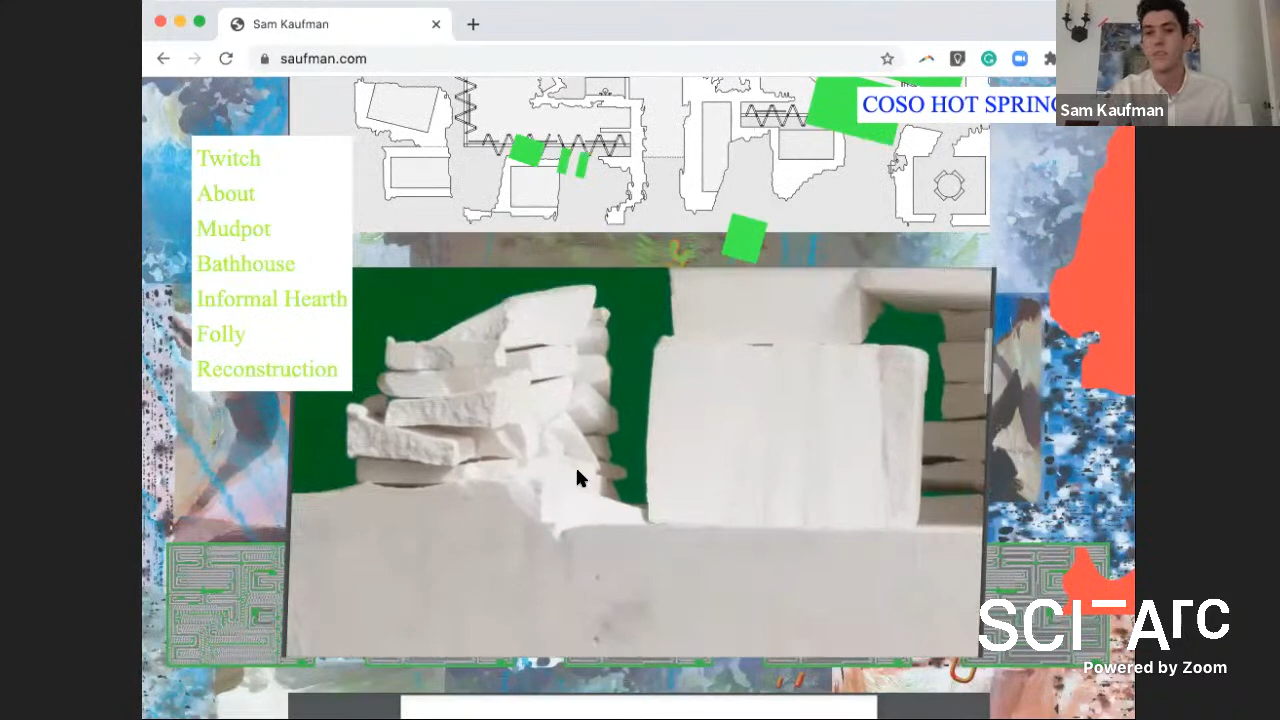 Sam Kaufman
saufman.com
COSO HOT SPRING
Sam Kaufman
Twitch
About
Mudpot
Bathhouse
Informal Hearth
Folly
Reconstruction
SCI-Arc
Powered by Zoom